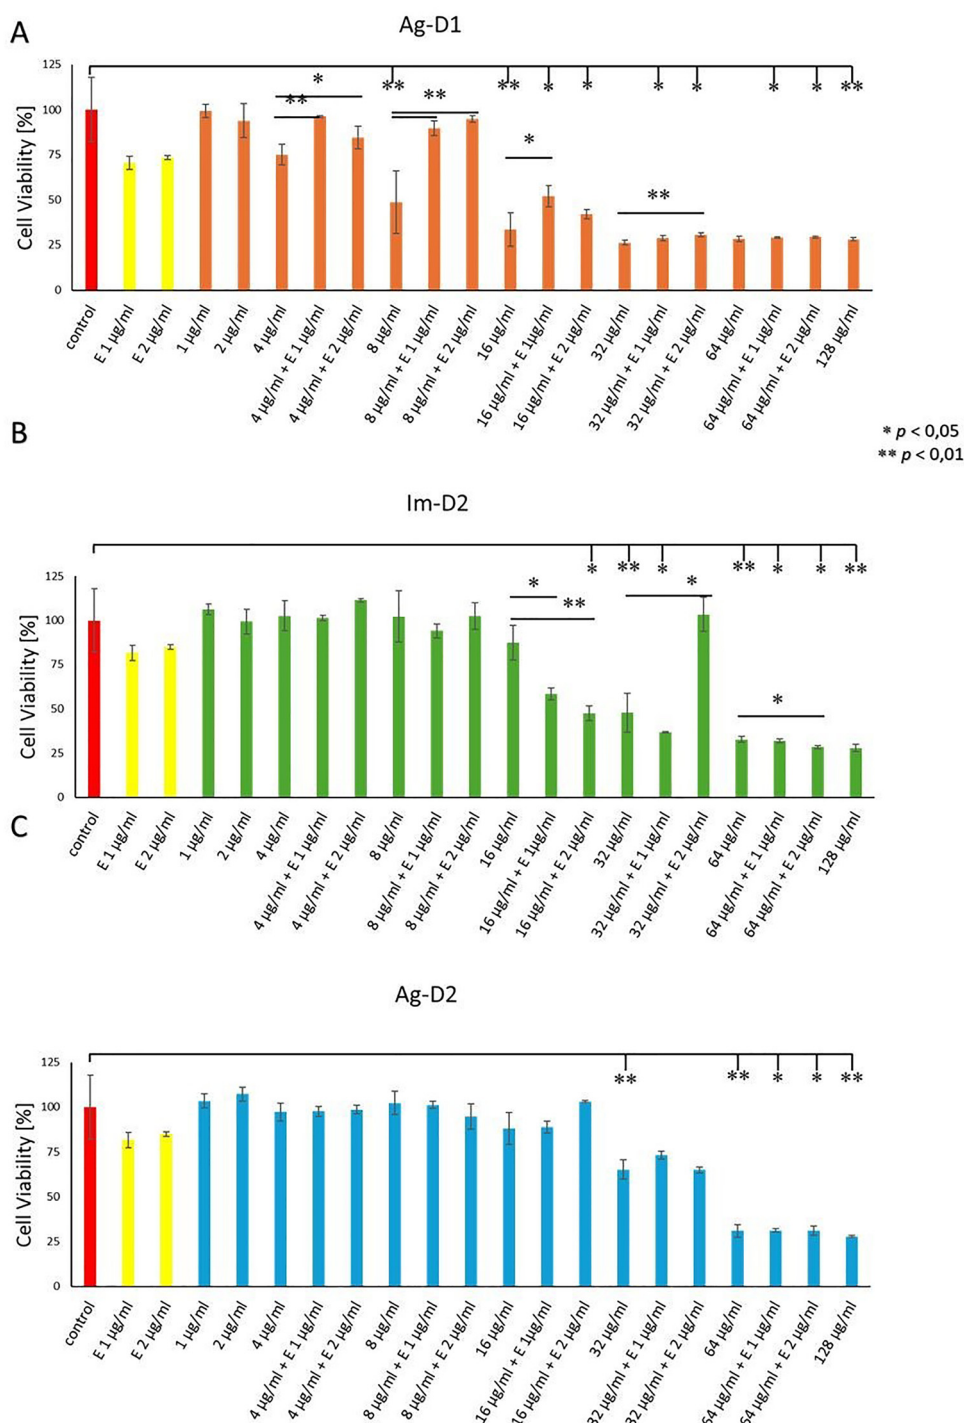 A
Ag-D1
Cell Viability [%]
125
100
75
50
25
0
** ** * * * * * * **
*
**
**
*
**
control
E 1 µg/ml
E 2 µg/ml
1 µg/ml
2 µg/ml
4 µg/ml
4 µg/ml + E 1 µg/ml
4 µg/ml + E 2 µg/ml
8 µg/ml
8 µg/ml + E 1 µg/ml
8 µg/ml + E 2 µg/ml
16 µg/ml
16 µg/ml + E 1µg/ml
16 µg/ml + E 2 µg/ml
32 µg/ml
32 µg/ml + E 1 µg/ml
32 µg/ml + E 2 µg/ml
64 µg/ml
64 µg/ml + E 1 µg/ml
64 µg/ml + E 2 µg/ml
128 µg/ml
* p < 0,05
** p < 0,01
B
Im-D2
Cell Viability [%]
125
100
75
50
25
0
* ** * ** * * **
*
**
*
*
control
E 1 µg/ml
E 2 µg/ml
1 µg/ml
2 µg/ml
4 µg/ml
4 µg/ml + E 1 µg/ml
4 µg/ml + E 2 µg/ml
8 µg/ml
8 µg/ml + E 1 µg/ml
8 µg/ml + E 2 µg/ml
16 µg/ml
16 µg/ml + E 1µg/ml
16 µg/ml + E 2 µg/ml
32 µg/ml
32 µg/ml + E 1 µg/ml
32 µg/ml + E 2 µg/ml
64 µg/ml
64 µg/ml + E 1 µg/ml
64 µg/ml + E 2 µg/ml
128 µg/ml
C
Ag-D2
Cell Viability [%]
125
100
75
50
25
0
** ** * * **
control
E 1 µg/ml
E 2 µg/ml
1 µg/ml
2 µg/ml
4 µg/ml
4 µg/ml + E 1 µg/ml
4 µg/ml + E 2 µg/ml
8 µg/ml
8 µg/ml + E 1 µg/ml
8 µg/ml + E 2 µg/ml
16 µg/ml
16 µg/ml + E 1µg/ml
16 µg/ml + E 2 µg/ml
32 µg/ml
32 µg/ml + E 1 µg/ml
32 µg/ml + E 2 µg/ml
64 µg/ml
64 µg/ml + E 1 µg/ml
64 µg/ml + E 2 µg/ml
128 µg/ml